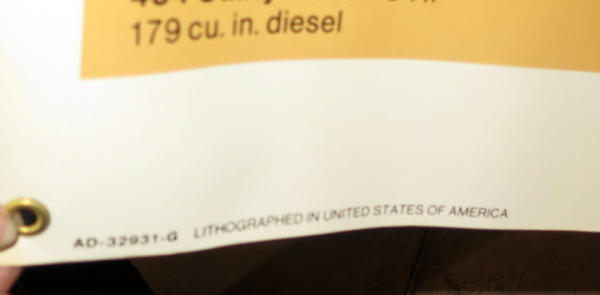 179 cu. in. diesel
AD-32931-G LITHOGRAPHED IN UNITED STATES OF AMERICA